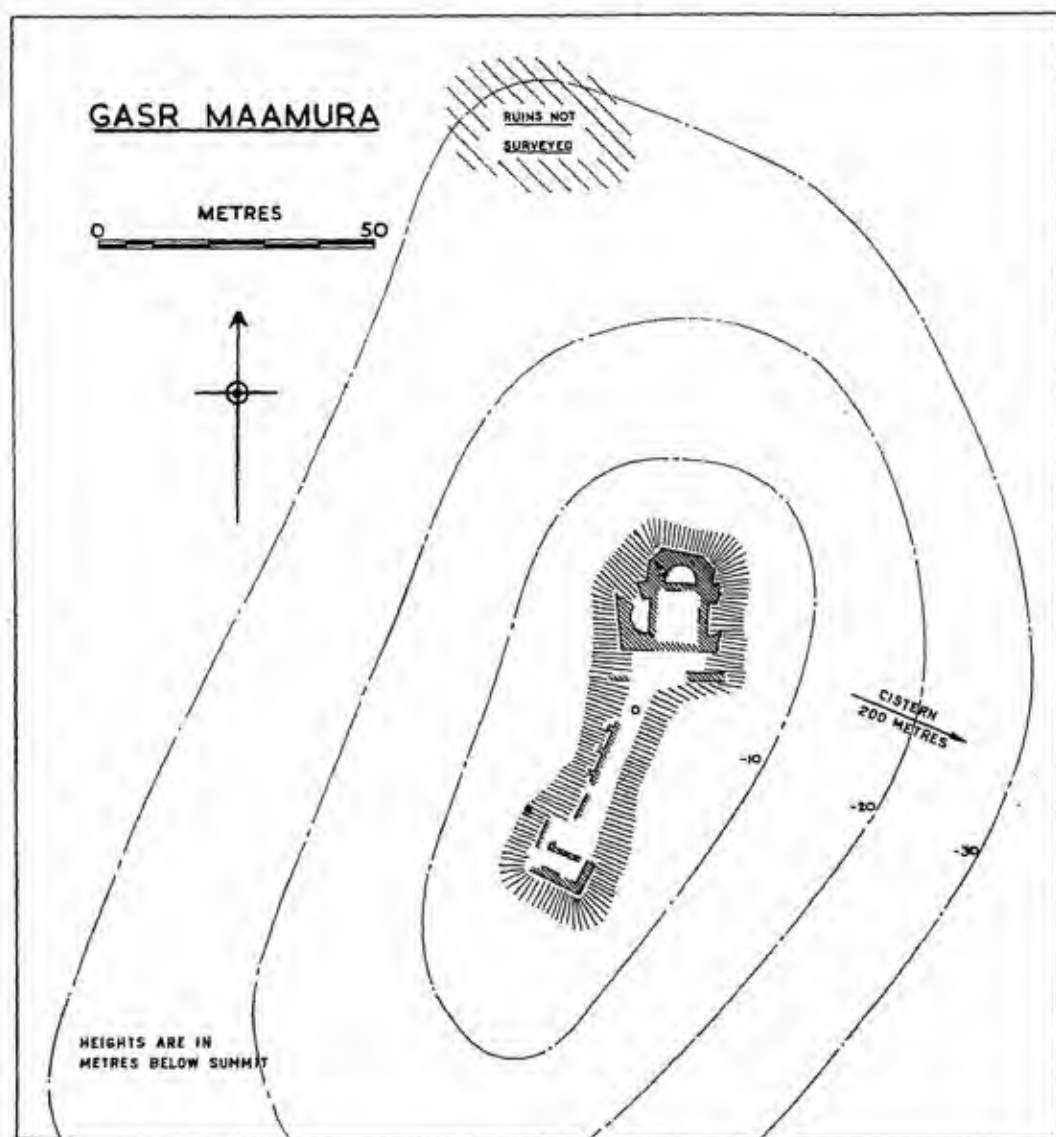 GASR MAAMURA
RUINS NOT
SURVEYED
METRES
0 50
0
CISTERN
200 METRES
-10
-20
-30
HEIGHTS ARE IN
METRES BELOW SUMMIT